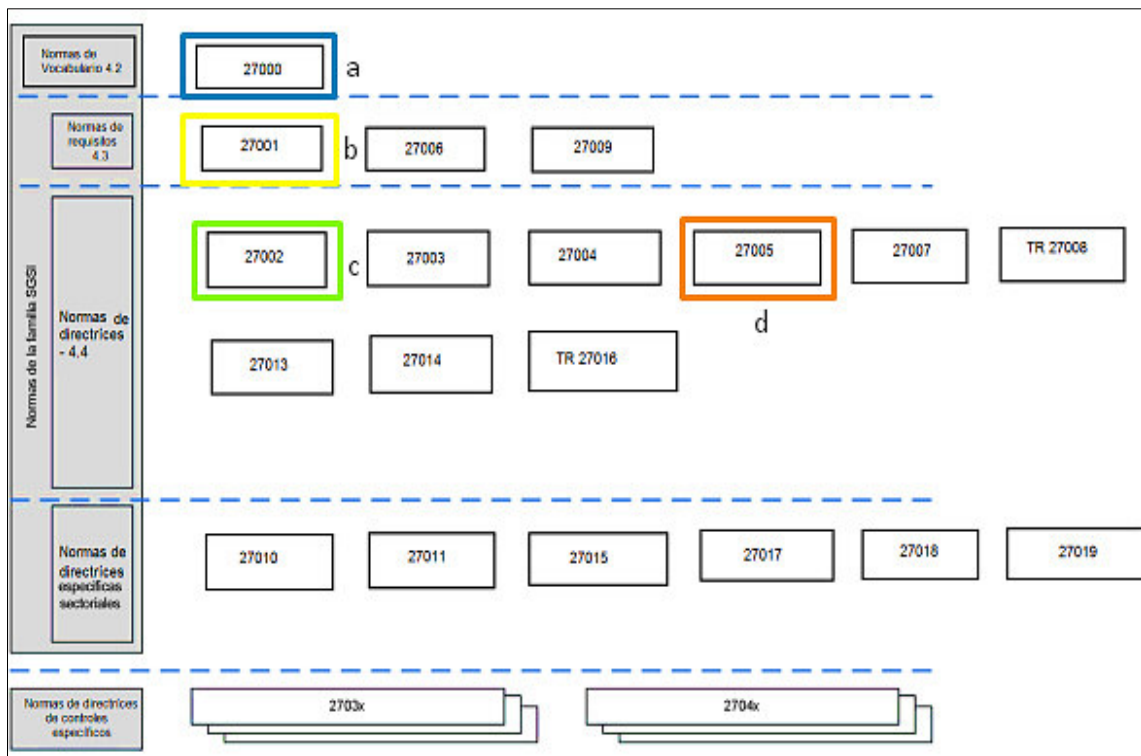 Normas de la familia SGSI
Normas de
Vocabulario 4.2
27000
a
Normas de
requisitos
4.3
27001
b
27006
27009
Normas de
directrices
- 4.4
27002
c
27003
27004
27005
d
27007
TR 27008
27013
27014
TR 27016
Normas de
directrices
especificas
sectoriales
27010
27011
27015
27017
27018
27019
Normas de directrices
de controles
específicos
2703x
2704x